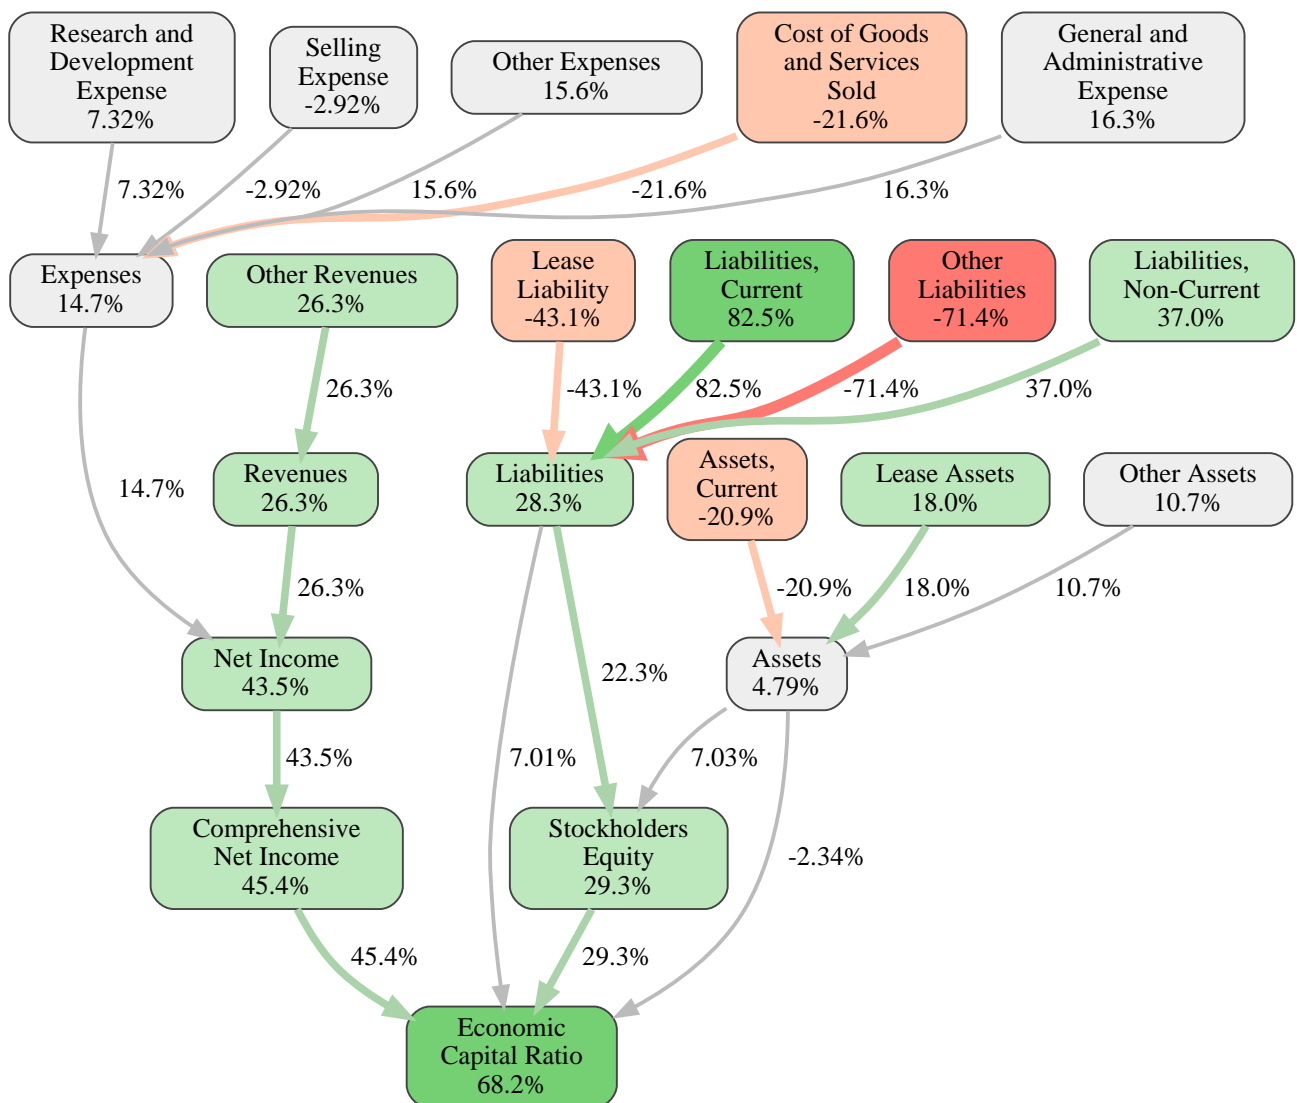 Research and
Development
Expense
7.32%
Selling
Expense
-2.92%
Other Expenses
15.6%
Cost of Goods
and Services
Sold
-21.6%
General and
Administrative
Expense
16.3%
7.32%
-2.92%
15.6%
-21.6%
16.3%
Expenses
14.7%
Other Revenues
26.3%
Lease
Liability
-43.1%
Liabilities,
Current
82.5%
Other
Liabilities
-71.4%
Liabilities,
Non-Current
37.0%
26.3%
-43.1%
82.5%
-71.4%
37.0%
14.7%
Revenues
26.3%
Liabilities
28.3%
Assets,
Current
-20.9%
Lease Assets
18.0%
Other Assets
10.7%
26.3%
-20.9%
18.0%
10.7%
Net Income
43.5%
22.3%
Assets
4.79%
43.5%
7.01%
7.03%
Comprehensive
Net Income
45.4%
Stockholders
Equity
29.3%
-2.34%
45.4%
29.3%
Economic
Capital Ratio
68.2%